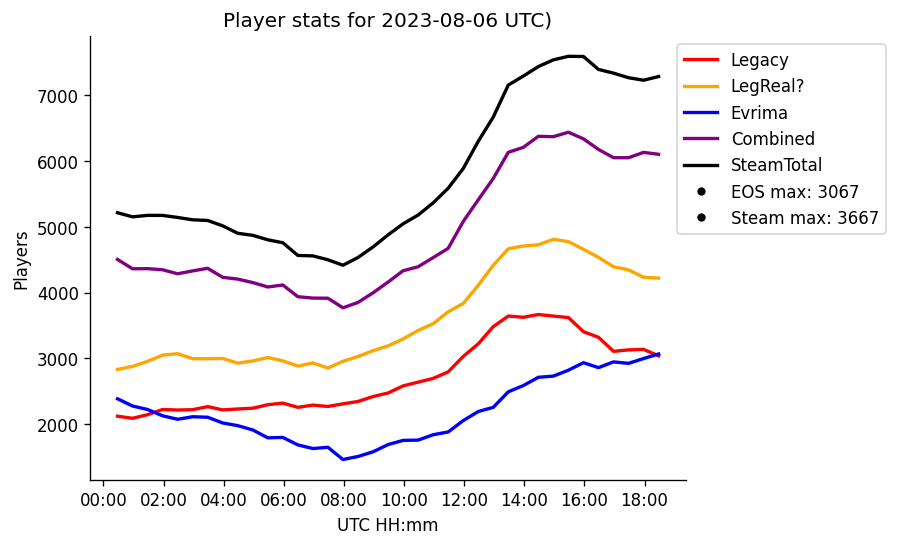 Player stats for 2023-08-06 UTC)
Legacy
LegReal?
Evrima
Combined
SteamTotal
EOS max: 3067
Steam max: 3667
Players
7000
6000
5000
4000
3000
2000
00:00 02:00 04:00 06:00 08:00 10:00 12:00 14:00 16:00 18:00
UTC HH:mm